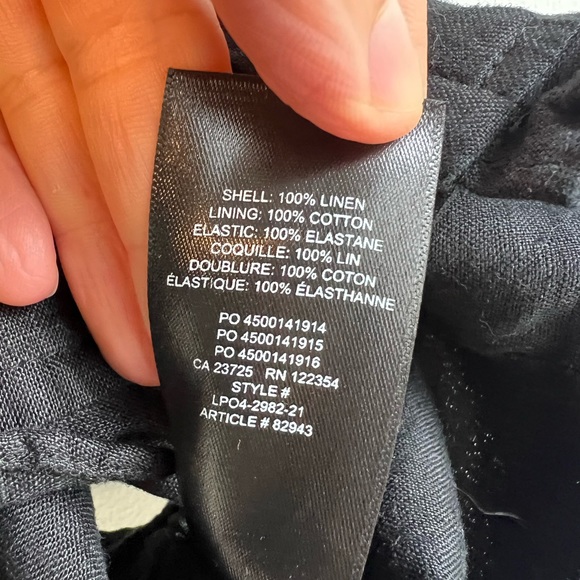 SHELL: 100% LINEN
LINING: 100% COTTON
ELASTIC: 100% ELASTANE
COQUILLE: 100% LIN
DOUBLURE: 100% COTON
ÉLASTIQUE: 100% ÉLASTHANNE
PO 4500141914
PO 4500141915
PO 4500141916
CA 23725 RN 122354
STYLE #
LPO4-2982-21
ARTICLE # 82943